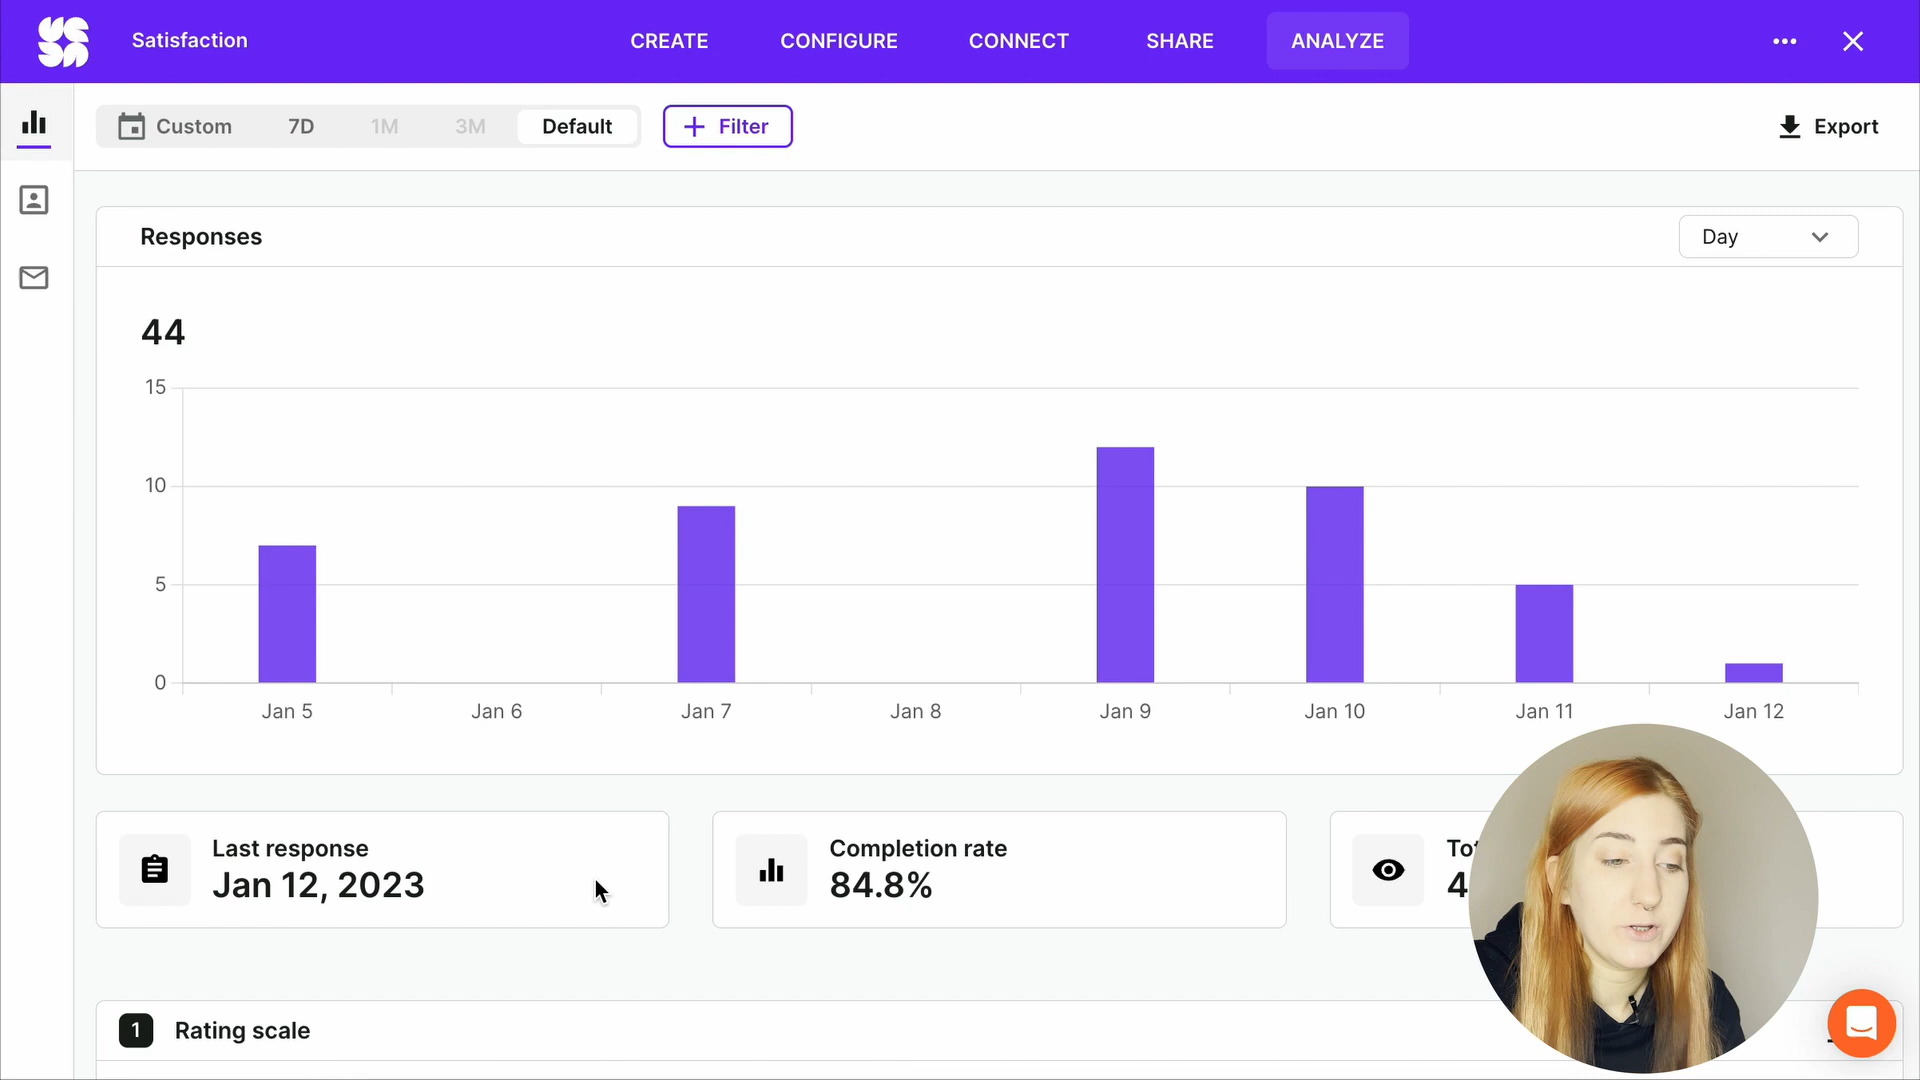 Satisfaction
CREATE
CONFIGURE
CONNECT
SHARE
ANALYZE
Custom
7D
1M
3M
Default
+ Filter
Export
Responses
Day
44
15
10
5
0
Jan 5
Jan 6
Jan 7
Jan 8
Jan 9
Jan 10
Jan 11
Jan 12
Last response
Jan 12, 2023
Completion rate
84.8%
1
Rating scale